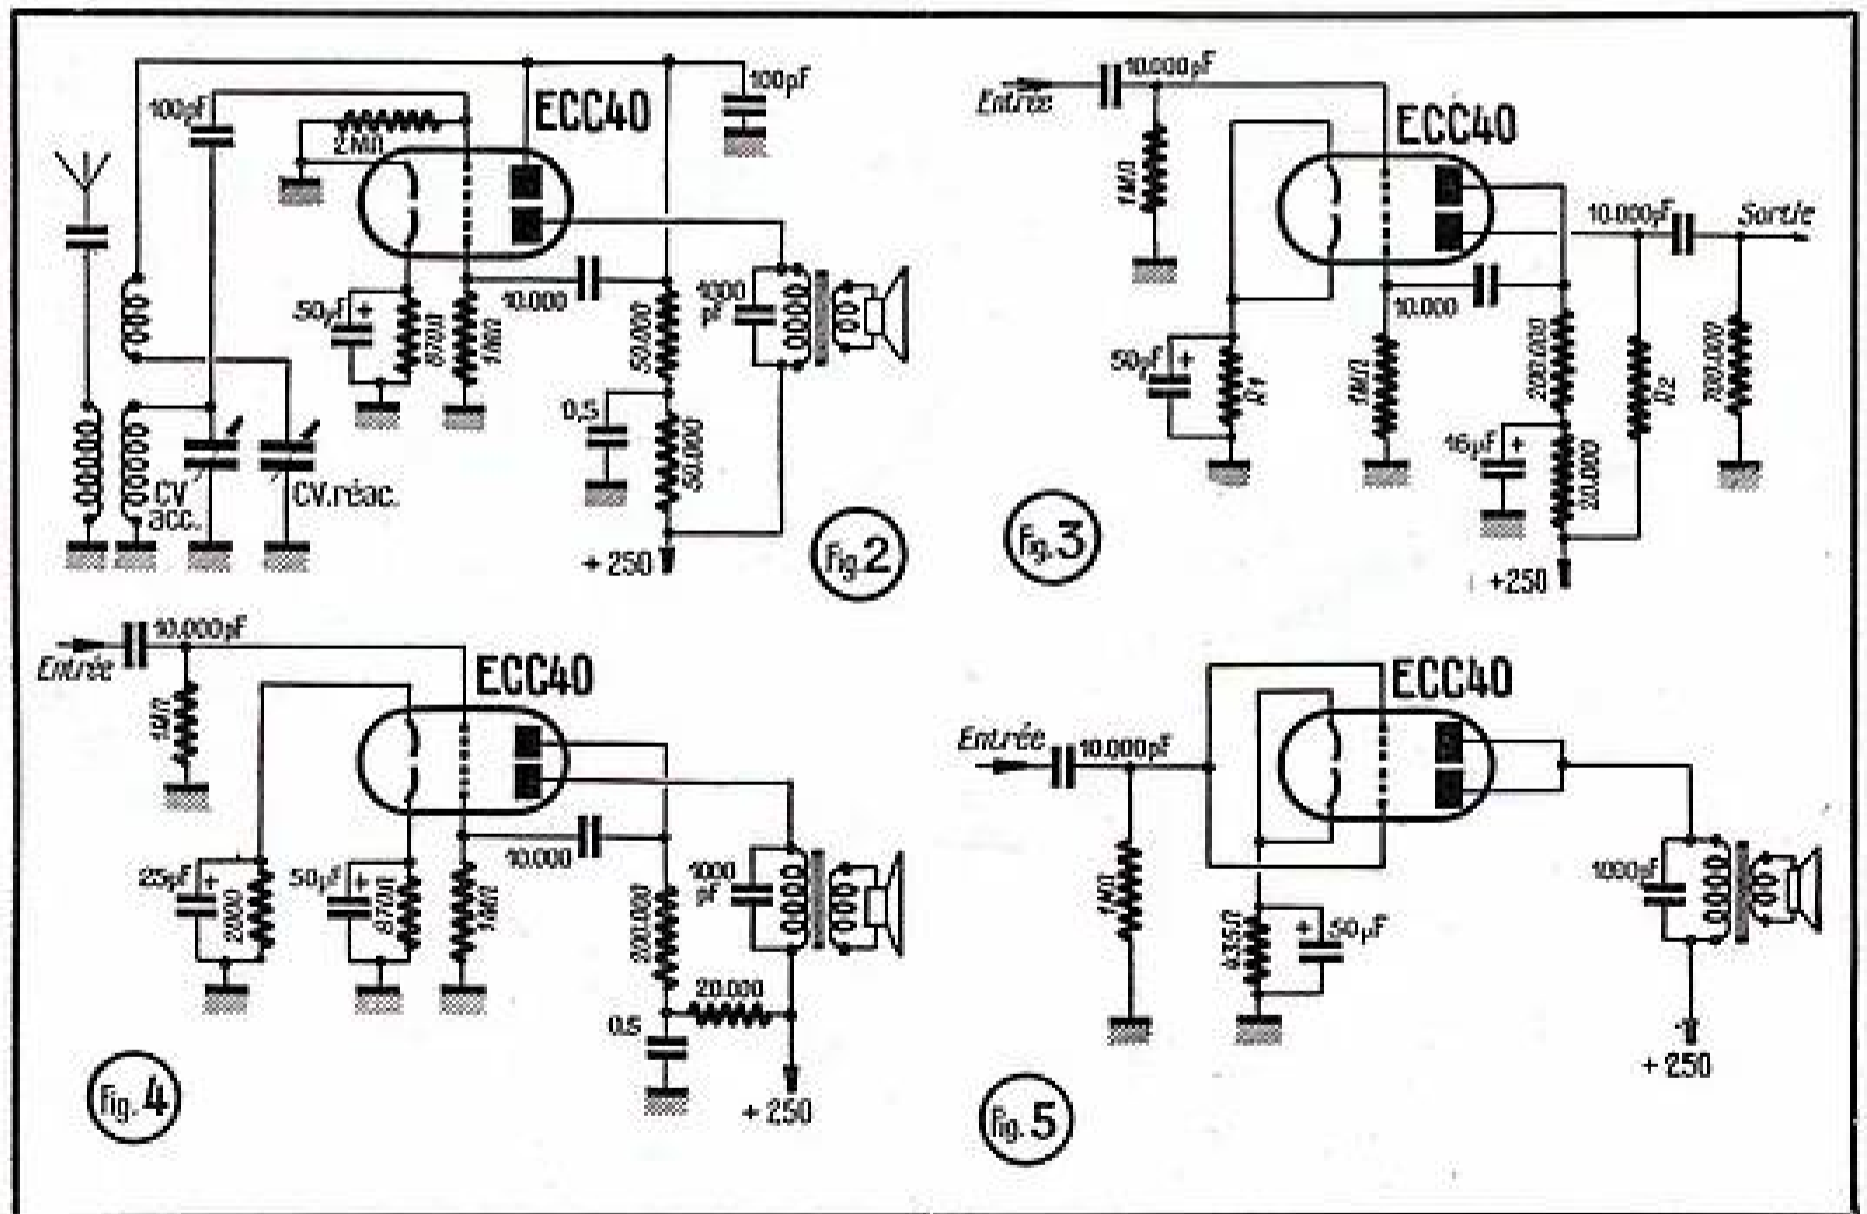 100pF
ECC40
100pF
2MΩ
50µF +
870Ω
1MΩ
10.000
50.000
1000
pF
0,5
50.000
CV
acc.
CV.réac.
+ 250
Fig.2
Entrée
10.000pF
1MΩ
ECC40
10.000pF
Sortie
10.000
50µF +
R1
1MΩ
200.000
R2
700.000
16µF +
20.000
+250
Fig.3
Entrée
10.000pF
1MΩ
ECC40
25µF +
2000
50µF +
870Ω
1MΩ
10.000
200.000
1000
pF
20.000
0,5
+ 250
Fig.4
Entrée
10.000pF
ECC40
1MΩ
435Ω
+ 50µF
1000pF
+ 250
Fig.5